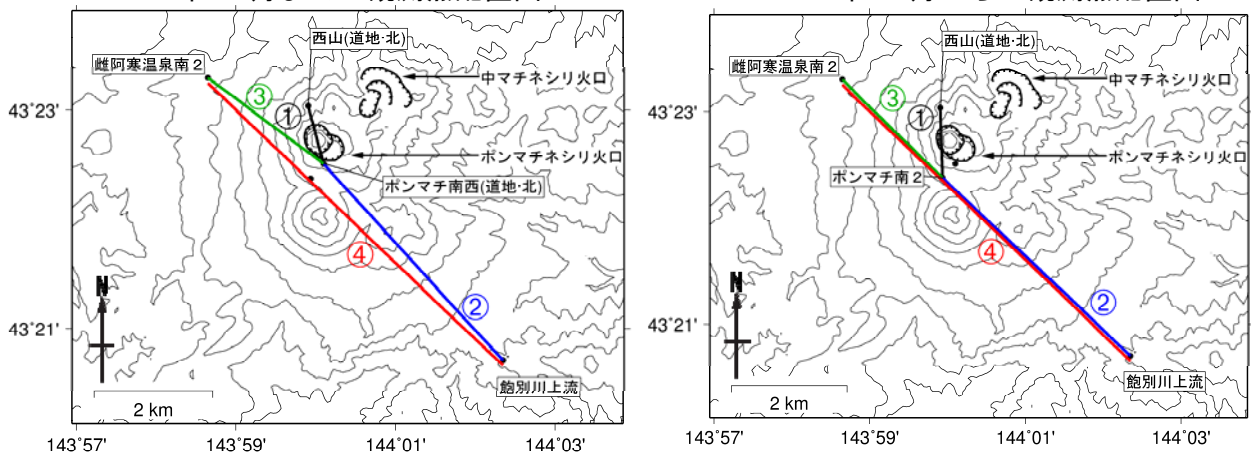 西山(道地・北)
雌阿寒温泉南2
中マチネシリ火口
③
①
43°23'
ポンマチネシリ火口
ポンマチ南西(道地・北)
④
N
②
43°21'
飽別川上流
2 km
143°57'
143°59'
144°01'
144°03'
西山(道地・北)
雌阿寒温泉南2
中マチネシリ火口
③
①
43°23'
ポンマチネシリ火口
ポンマチ南2
④
N
②
43°21'
飽別川上流
2 km
143°57'
143°59'
144°01'
144°03'